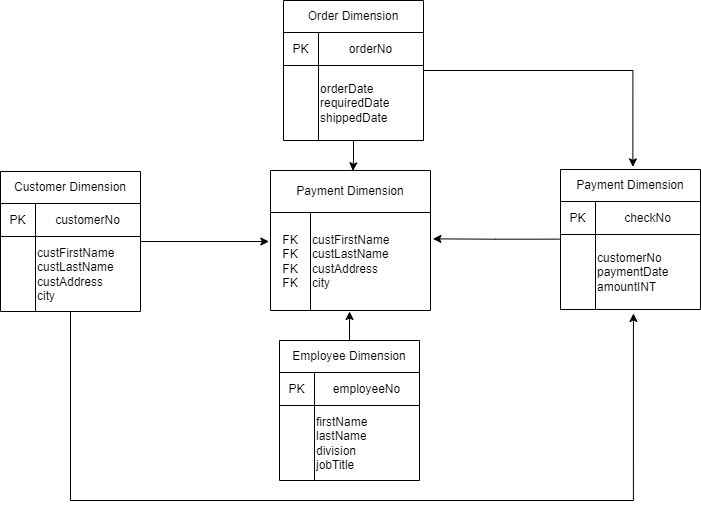 Order Dimension
PK orderNo
orderDate
requiredDate
shippedDate
Customer Dimension
PK customerNo
custFirstName
custLastName
custAddress
city
Payment Dimension
FK custFirstName
FK custLastName
FK custAddress
FK city
Payment Dimension
PK checkNo
customerNo
paymentDate
amountINT
Employee Dimension
PK employeeNo
firstName
lastName
division
jobTitle